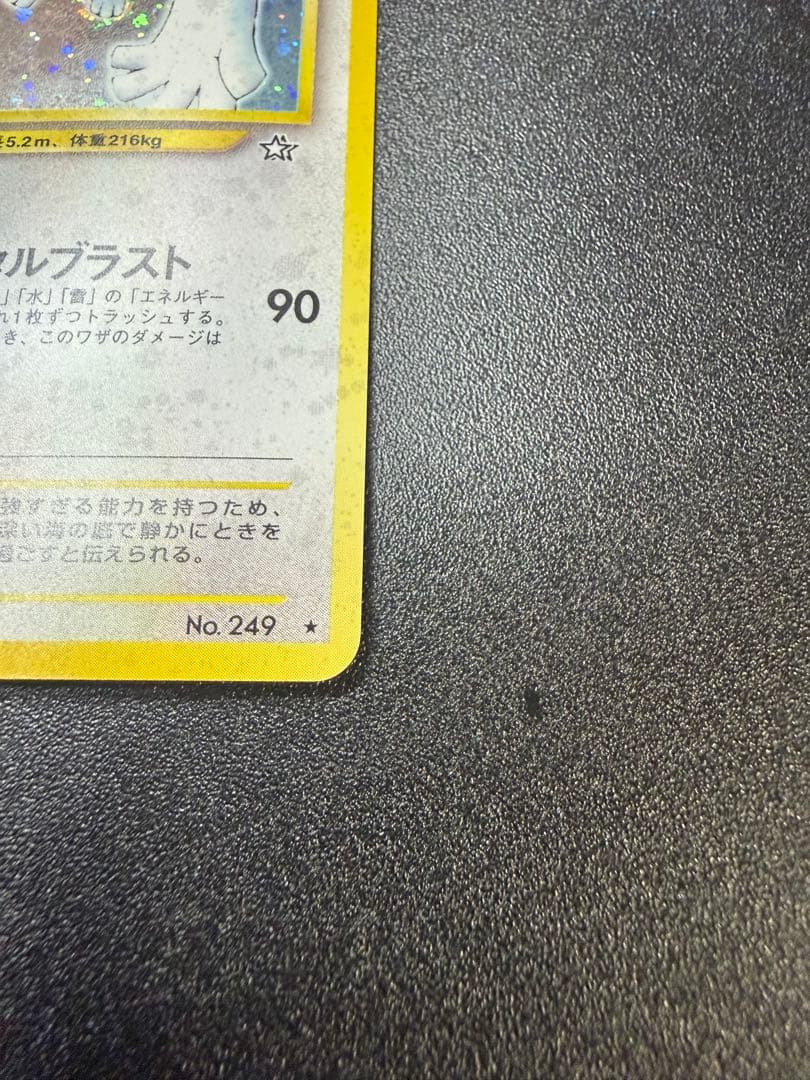 5.2m、体重216kg
ルブラスト
」「水」「雷」の「エネルギー
1枚ずつトラッシュする。
き、このワザのダメージは
90
強すぎる能力を持つため、
深い海の底で静かにときを
過ごすと伝えられる。
No. 249 ★